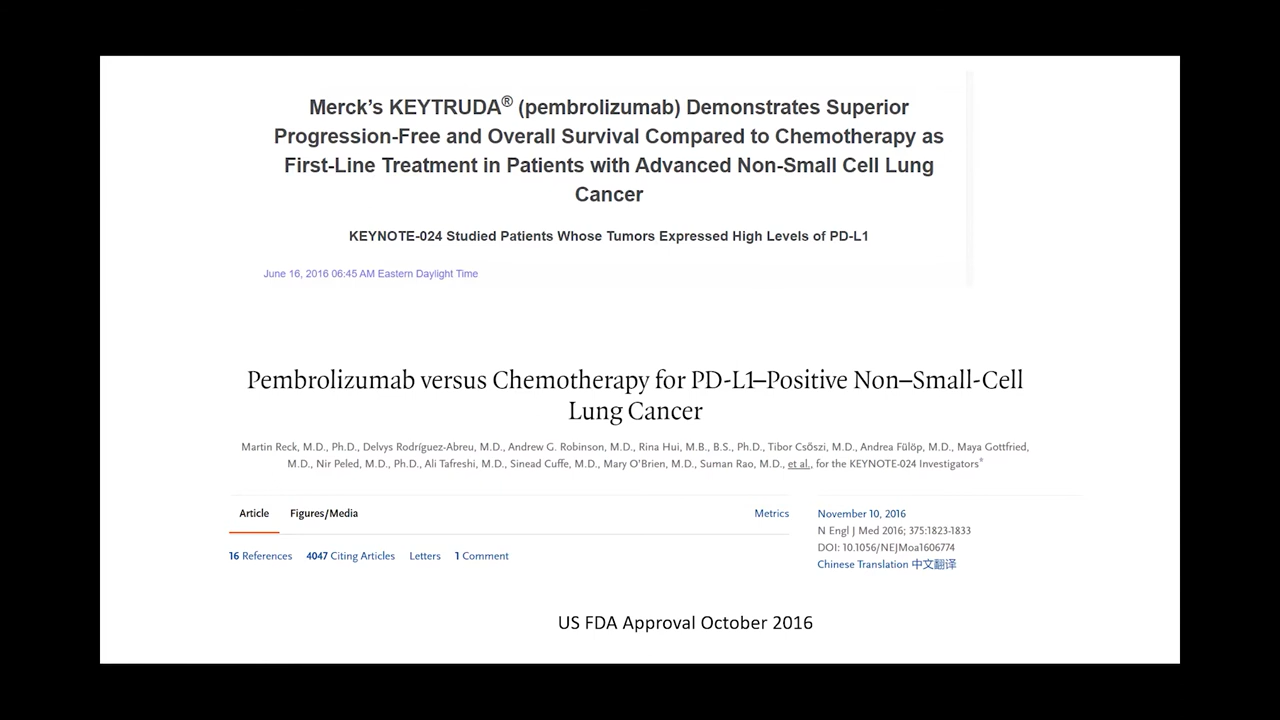 Merck’s KEYTRUDA® (pembrolizumab) Demonstrates Superior
Progression-Free and Overall Survival Compared to Chemotherapy as
First-Line Treatment in Patients with Advanced Non-Small Cell Lung
Cancer
KEYNOTE-024 Studied Patients Whose Tumors Expressed High Levels of PD-L1
June 16, 2016 06:45 AM Eastern Daylight Time
Pembrolizumab versus Chemotherapy for PD-L1–Positive Non–Small-Cell
Lung Cancer
Martin Reck, M.D., Ph.D., Delvys Rodríguez-Abreu, M.D., Andrew G. Robinson, M.D., Rina Hui, M.B., B.S., Ph.D., Tibor Csőszi, M.D., Andrea Fülöp, M.D., Maya Gottfried,
M.D., Nir Peled, M.D., Ph.D., Ali Tafreshi, M.D., Sinead Cuffe, M.D., Mary O’Brien, M.D., Suman Rao, M.D., et al., for the KEYNOTE-024 Investigators*
Article Figures/Media Metrics
16 References 4047 Citing Articles Letters 1 Comment
November 10, 2016
N Engl J Med 2016; 375:1823-1833
DOI: 10.1056/NEJMoa1606774
Chinese Translation 中文翻译
US FDA Approval October 2016